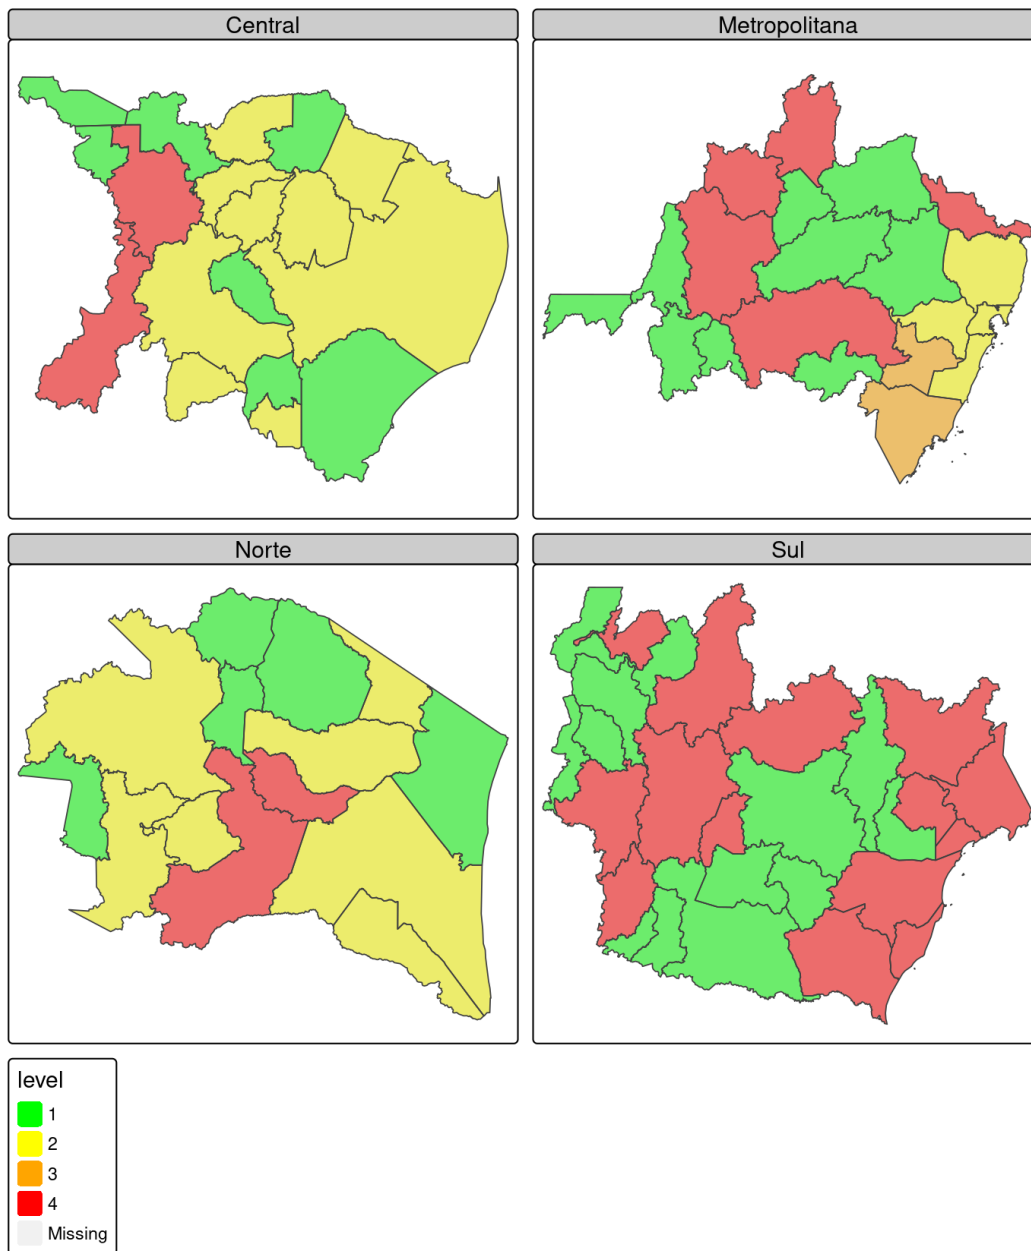 Central
Metropolitana
Norte
Sul
level
1
2
3
4
Missing